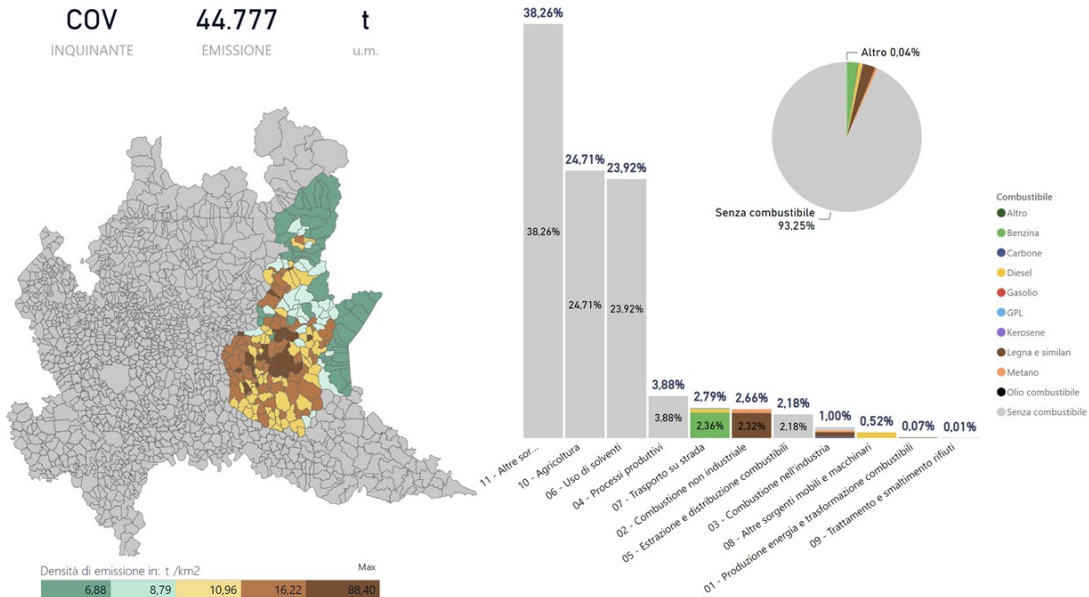 COV
44.777
t
INQUINANTE
EMISSIONE
u.m.
Densità di emissione in: t /km2
Max
6,88
8,79
10,96
16,22
88,40
38,26%
24,71%
23,92%
3,88%
2,79%
2,66%
2,18%
1,00%
0,52%
0,07%
0,01%
38,26%
24,71%
23,92%
3,88%
2,36%
2,32%
2,18%
11 - Altre sor...
10 - Agricoltura
06 - Uso di solventi
04 - Processi produttivi
07 - Trasporto su strada
02 - Combustione non industriale
05 - Estrazione e distribuzione combustibili
03 - Combustione nell'industria
08 - Altre sorgenti mobili e macchinari
01 - Produzione energia e trasformazione combustibili
09 - Trattamento e smaltimento rifiuti
Altro 0,04%
Senza combustibile
93,25%
Combustibile
Altro
Benzina
Carbone
Diesel
Gasolio
GPL
Kerosene
Legna e similari
Metano
Olio combustibile
Senza combustibile